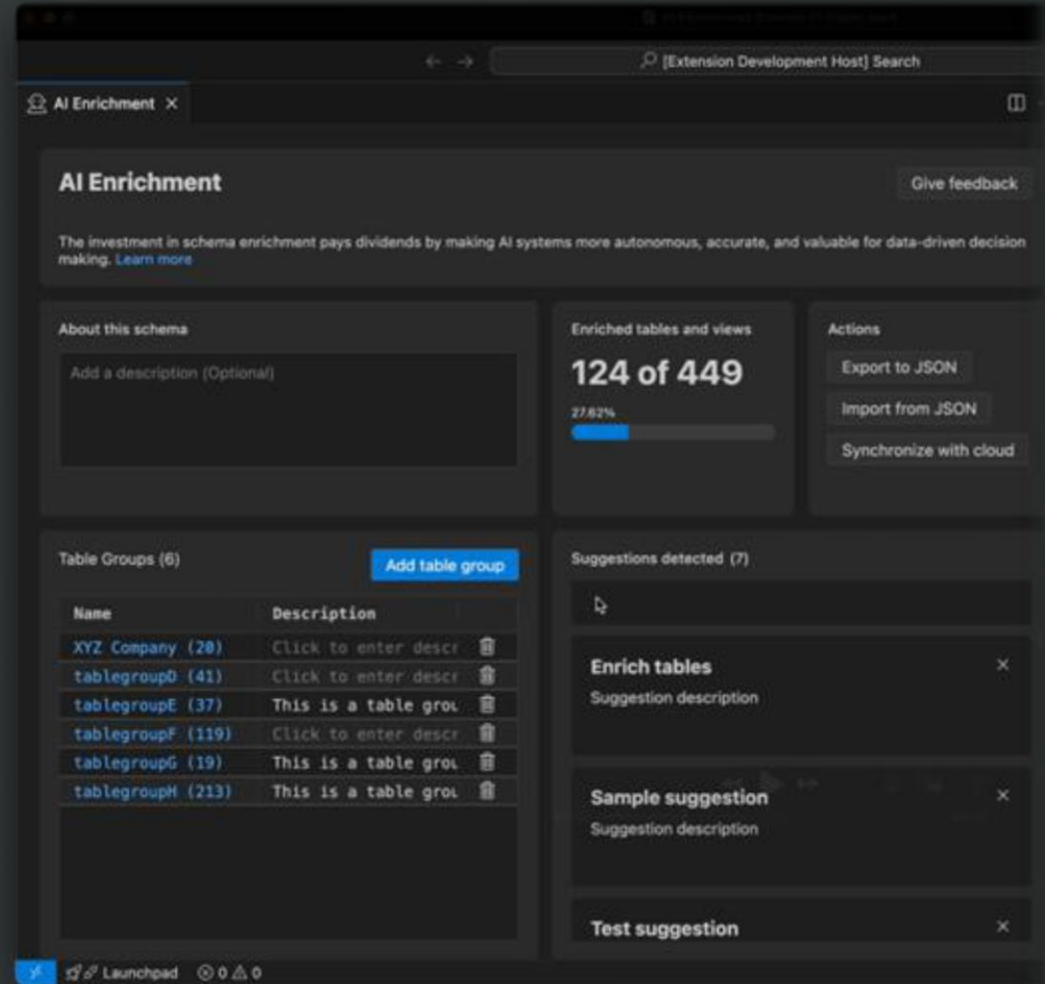 [Extension Development Host] Search
AI Enrichment
AI Enrichment
Give feedback
The investment in schema enrichment pays dividends by making AI systems more autonomous, accurate, and valuable for data-driven decision
making. Learn more
About this schema
Add a description (Optional)
Enriched tables and views
124 of 449
27.62%
Actions
Export to JSON
Import from JSON
Synchronize with cloud
Table Groups (6)
Add table group
Name Description
XYZ Company (20) Click to enter descr
tablegroupD (41) Click to enter descr
tablegroupE (37) This is a table grou
tablegroupF (119) Click to enter descr
tablegroupG (19) This is a table grou
tablegroupH (213) This is a table grou
Suggestions detected (7)
Enrich tables
Suggestion description
Sample suggestion
Suggestion description
Test suggestion
Launchpad 0 0